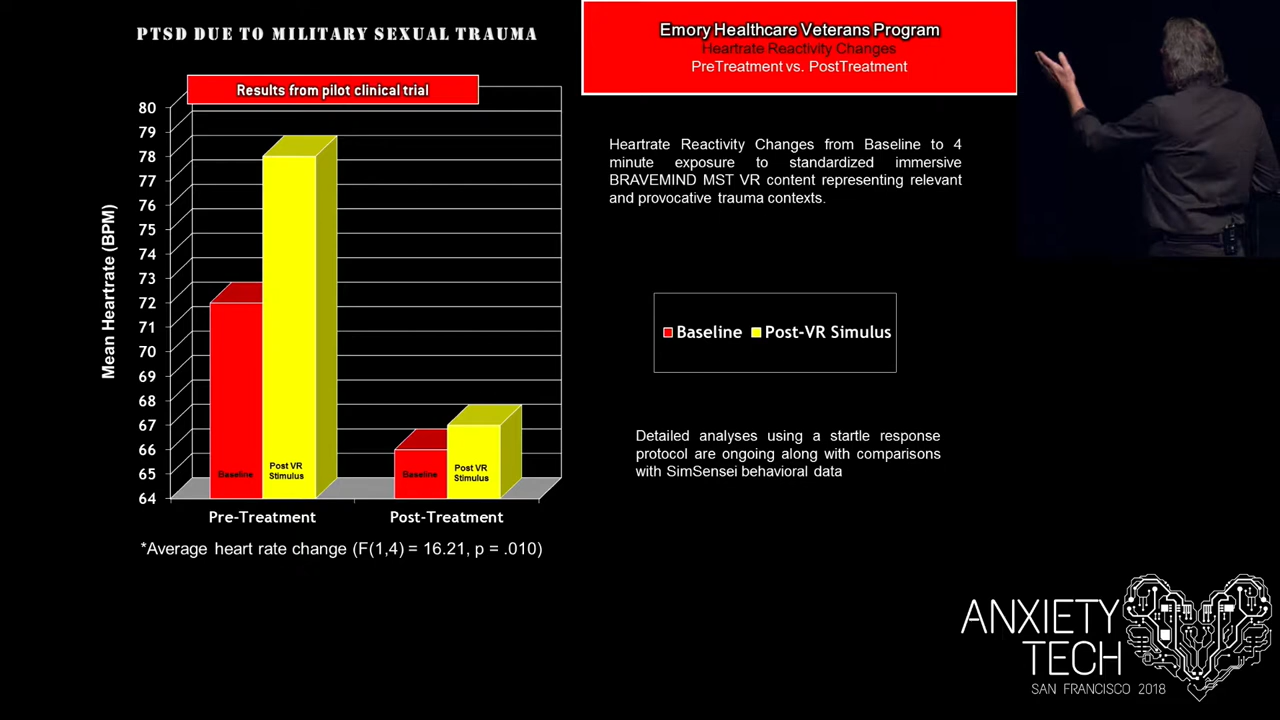 PTSD DUE TO MILITARY SEXUAL TRAUMA
Results from pilot clinical trial
80
79
78
77
76
75
74
73
72
71
70
69
68
67
66
65
64
Mean Heartrate (BPM)
Baseline
Post VR
Stimulus
Baseline
Post VR
Stimulus
Pre-Treatment
Post-Treatment
*Average heart rate change (F(1,4) = 16.21, p = .010)
Emory Healthcare Veterans Program
Heartrate Reactivity Changes
PreTreatment vs. PostTreatment
Heartrate Reactivity Changes from Baseline to 4
minute exposure to standardized immersive
BRAVEMIND MST VR content representing relevant
and provocative trauma contexts.
Baseline
Post-VR Simulus
Detailed analyses using a startle response
protocol are ongoing along with comparisons
with SimSensei behavioral data
ANXIETY
TECH
SAN FRANCISCO 2018